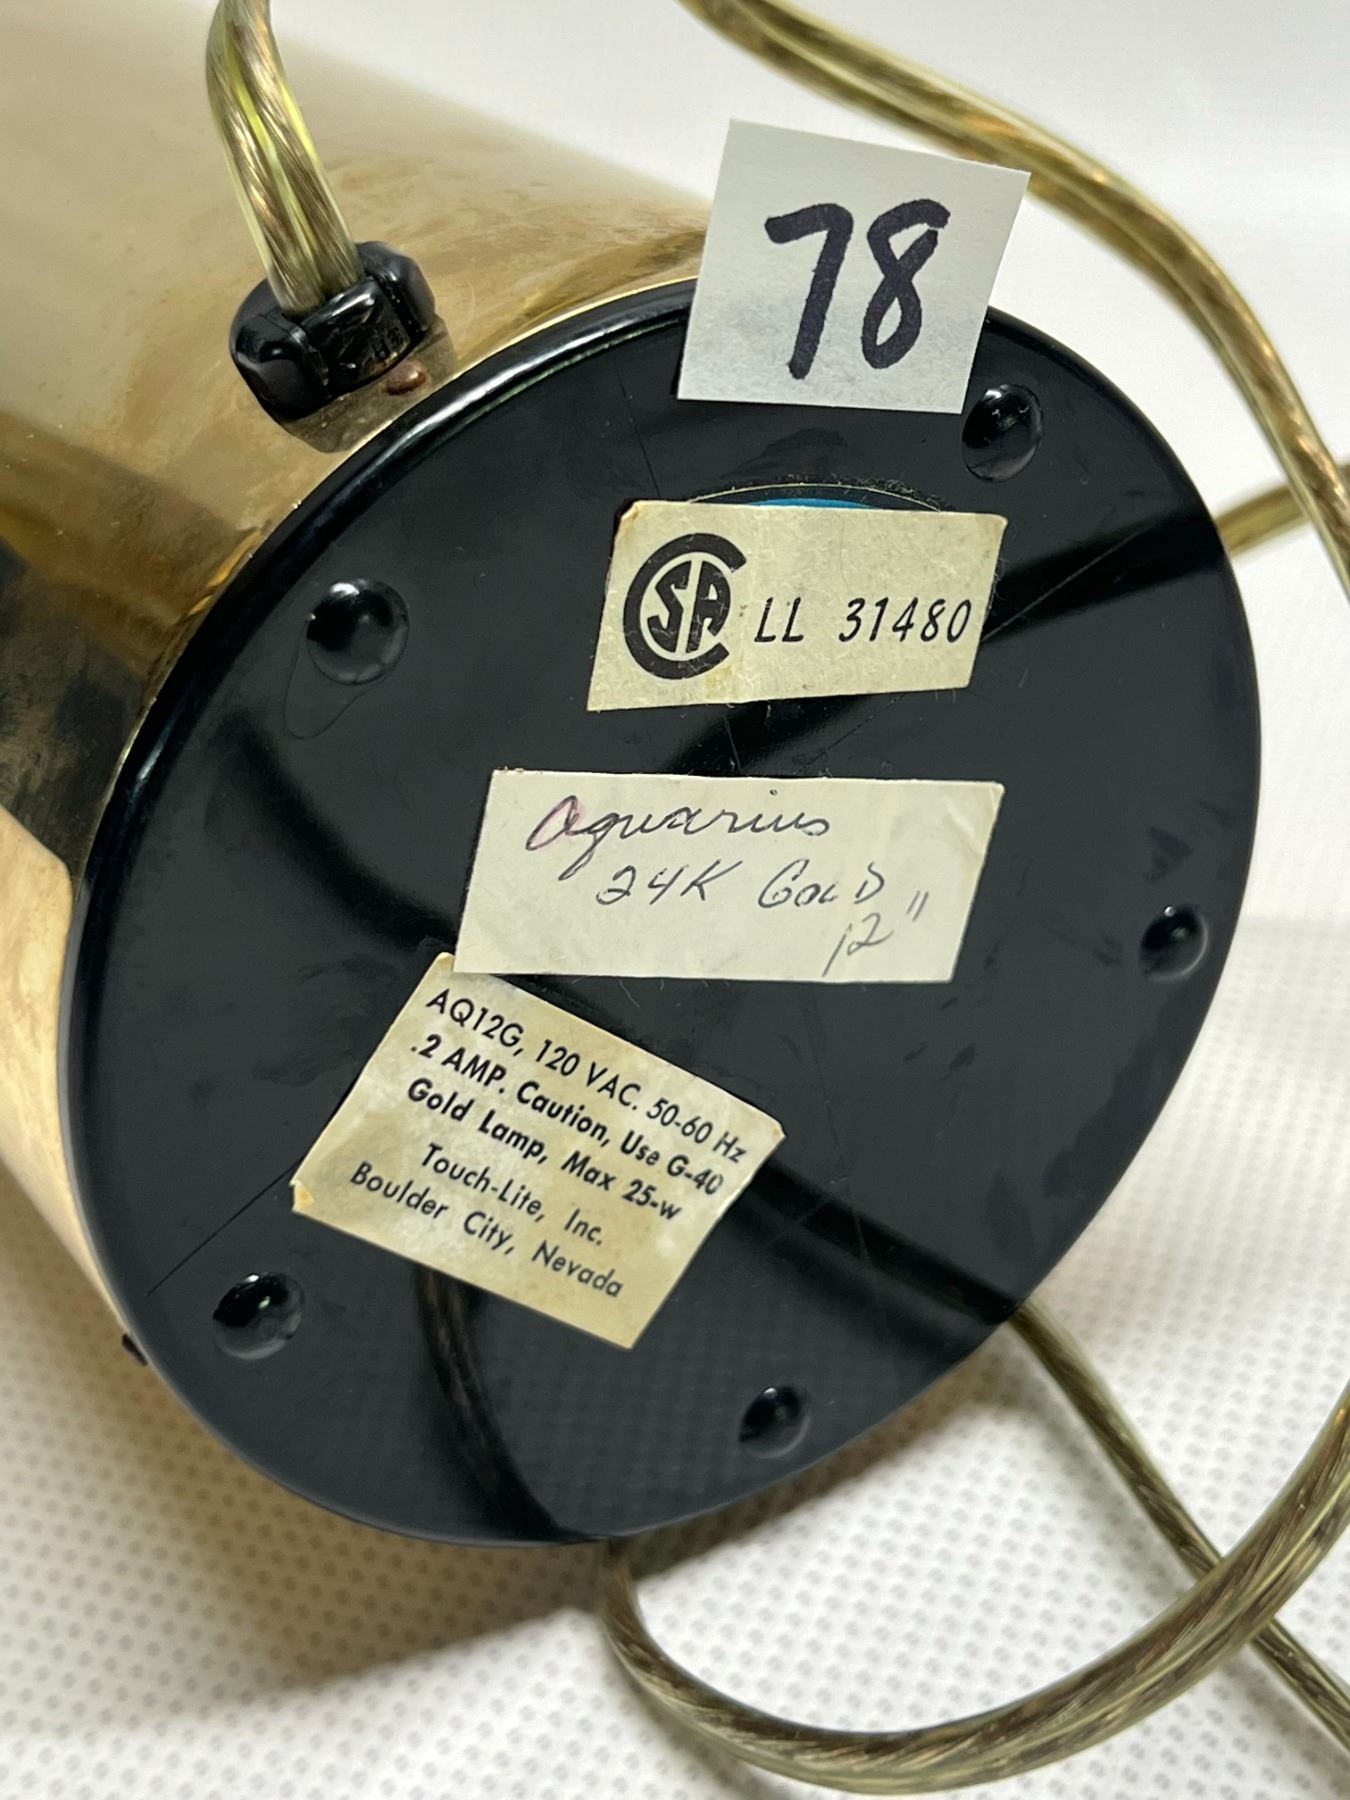 78
CSA LL 31480
Aquarius
24K GOLD
12"
AQ12G, 120 VAC. 50-60 Hz
.2 AMP. Caution, Use G-40
Gold Lamp, Max 25-w
Touch-Lite, Inc.
Boulder City, Nevada